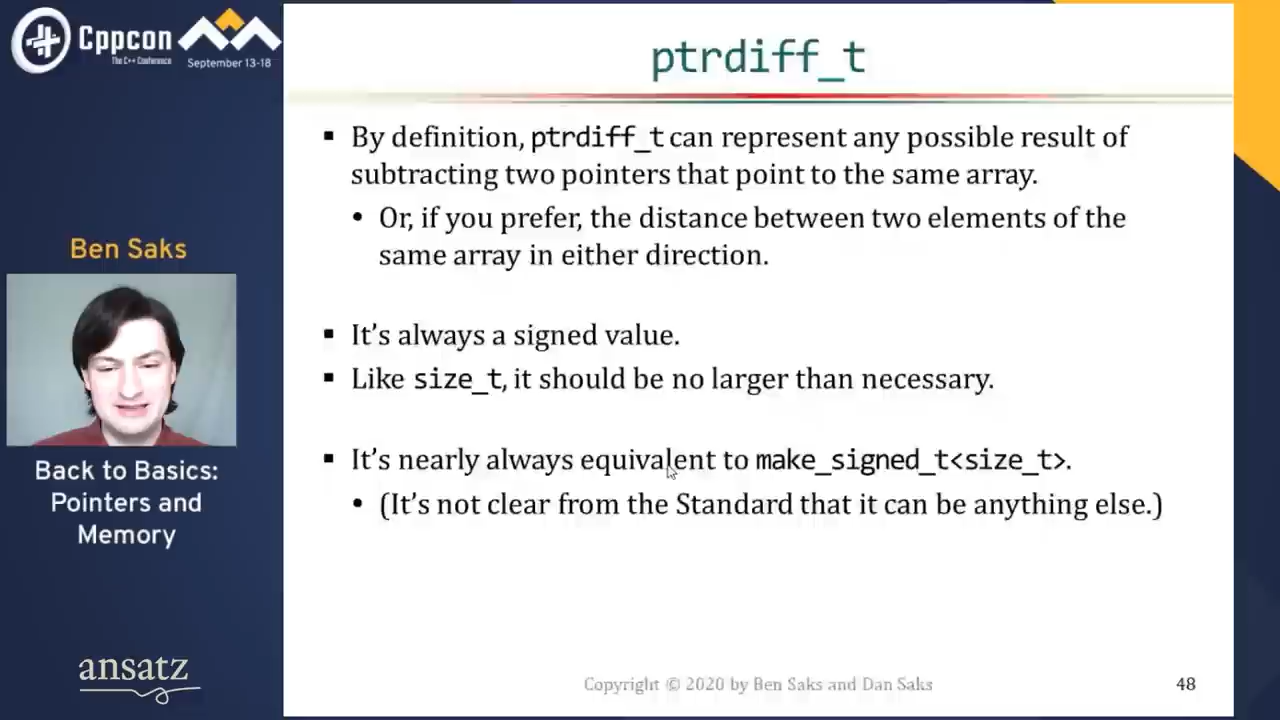 Cppcon
The C++ Conference
September 13-18
Ben Saks
Back to Basics:
Pointers and
Memory
ansatz
ptrdiff_t
▪ By definition, ptrdiff_t can represent any possible result of
subtracting two pointers that point to the same array.
• Or, if you prefer, the distance between two elements of the
same array in either direction.
▪ It’s always a signed value.
▪ Like size_t, it should be no larger than necessary.
▪ It’s nearly always equivalent to make_signed_t<size_t>.
• (It’s not clear from the Standard that it can be anything else.)
Copyright © 2020 by Ben Saks and Dan Saks
48